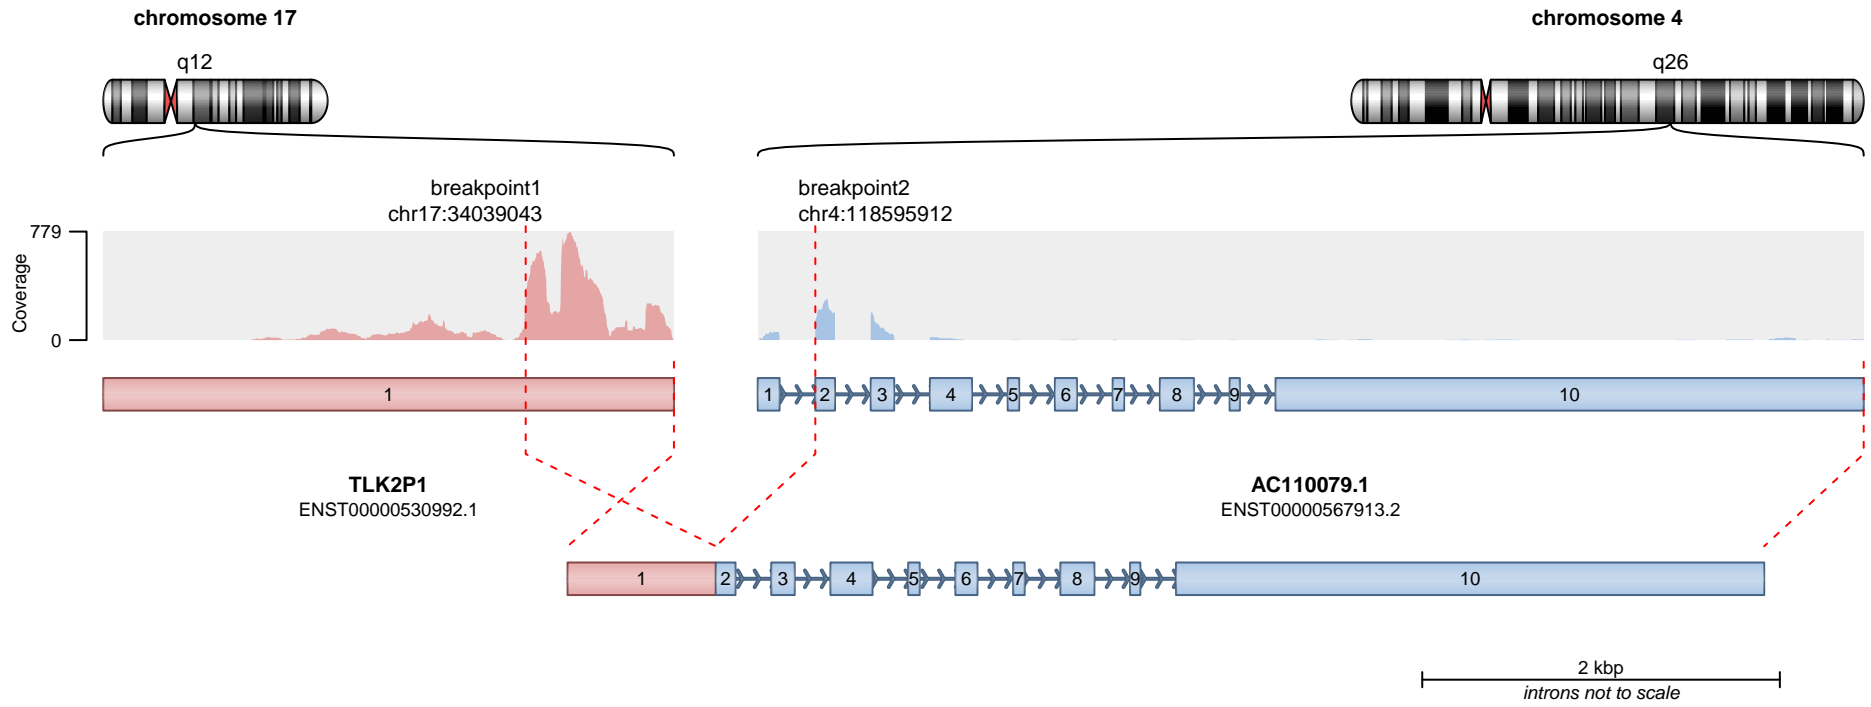 chromosome 17
chromosome 4
q12
q26
breakpoint1
chr17:34039043
breakpoint2
chr4:118595912
779
0
Coverage
1
1 2 3 4 5 6 7 8 9 10
TLK2P1
ENST00000530992.1
AC110079.1
ENST00000567913.2
1 2 3 4 5 6 7 8 9 10
2 kbp
introns not to scale